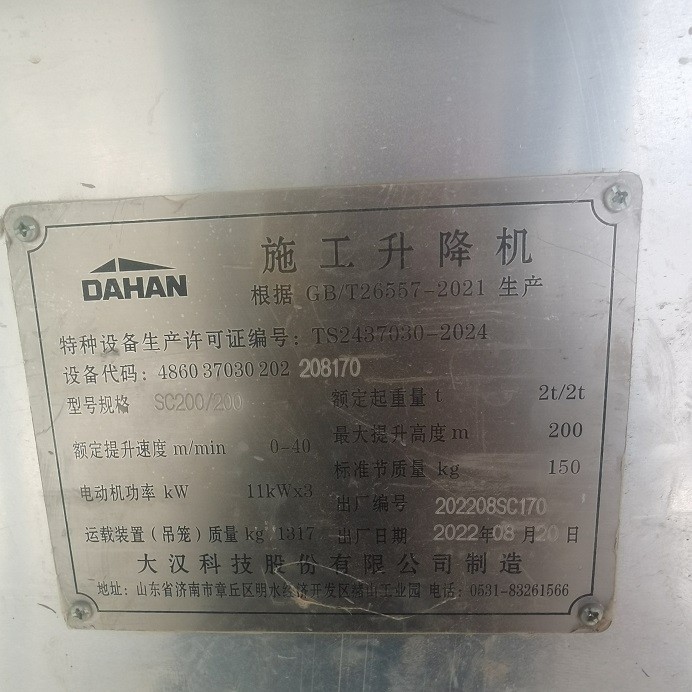 DAHAN
施工升降机
根据 GB/T26557-2021 生产
特种设备生产许可证编号: TS2437030-2024
设备代码: 486037030202 208170
型号规格 SC200/200 额定起重量 t 2t/2t
额定提升速度 m/min 0-40 最大提升高度 m 200
标准节质量 kg 150
电动机功率 kW 11kWx3 出厂编号 202208SC170
运载装置(吊笼)质量 kg 1317 出厂日期 2022年08月20日
大汉科技股份有限公司制造
地址: 山东省济南市章丘区明水经济开发区绣山工业园 电话: 0531-83261566